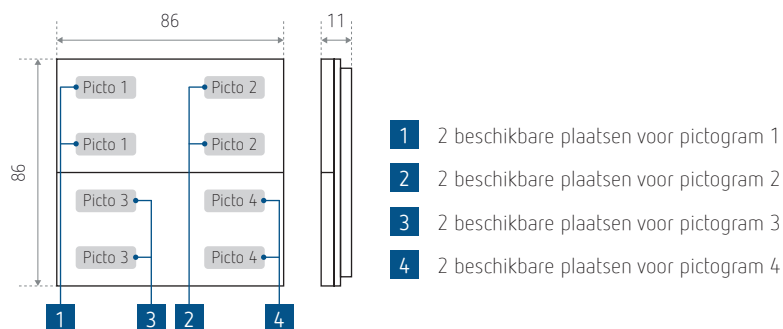 86 11
86
Picto 1 Picto 2
Picto 1 Picto 2
Picto 3 Picto 4
Picto 3 Picto 4
1 3 2 4
1 2 beschikbare plaatsen voor pictogram 1
2 2 beschikbare plaatsen voor pictogram 2
3 2 beschikbare plaatsen voor pictogram 3
4 2 beschikbare plaatsen voor pictogram 4